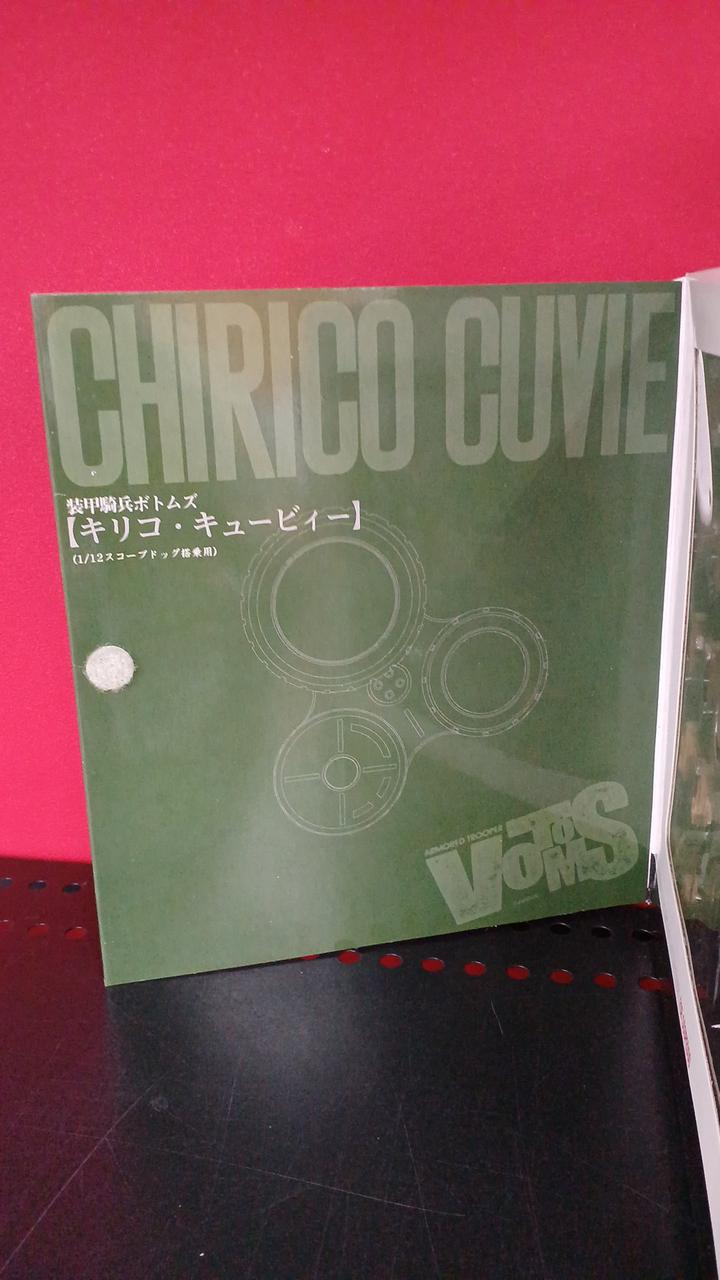 CHIRICO CUVIE
装甲騎兵ボトムズ
【キリコ・キュービィー】
(1/12スコープドッグ搭乗用)
ARMORED TROOPER
VOTOMS